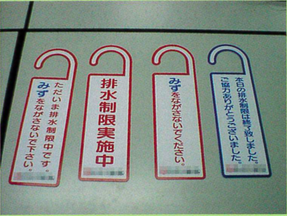 ただいま排水制限中です。
みずをながさないで下さい。
排水制限実施中
みずをながさないでください。
本日の排水制限は終了致しました。
ご協力ありがとうございました。